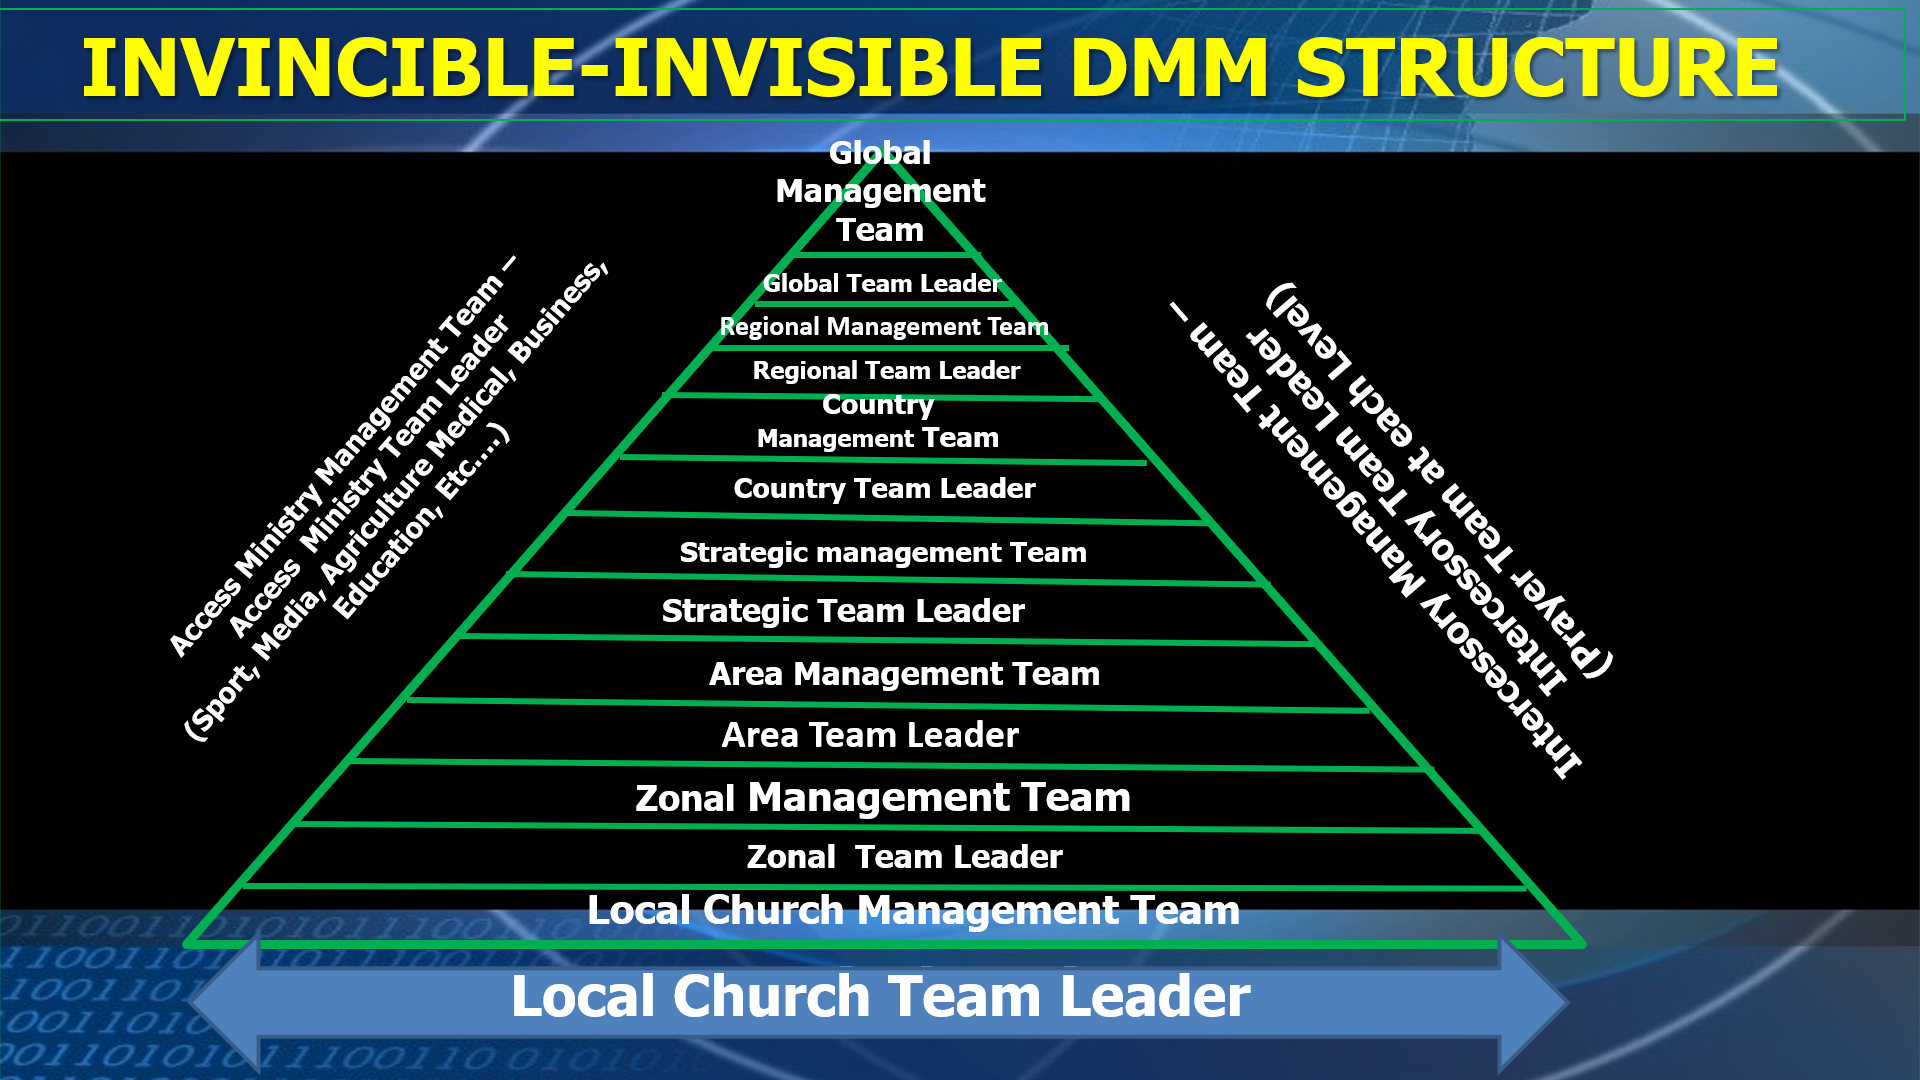 INVINCIBLE-INVISIBLE DMM STRUCTURE
Global
Management
Team
Global Team Leader
Regional Management Team
Regional Team Leader
Country
Management Team
Country Team Leader
Strategic management Team
Strategic Team Leader
Area Management Team
Area Team Leader
Zonal Management Team
Zonal Team Leader
Local Church Management Team
Local Church Team Leader
Access Ministry Management Team –
Access Ministry Team Leader
(Sport, Media, Agriculture Medical, Business,
Education, Etc....)
Intercessory Management Team –
Intercessory Team Leader
(Prayer Team at each Level)